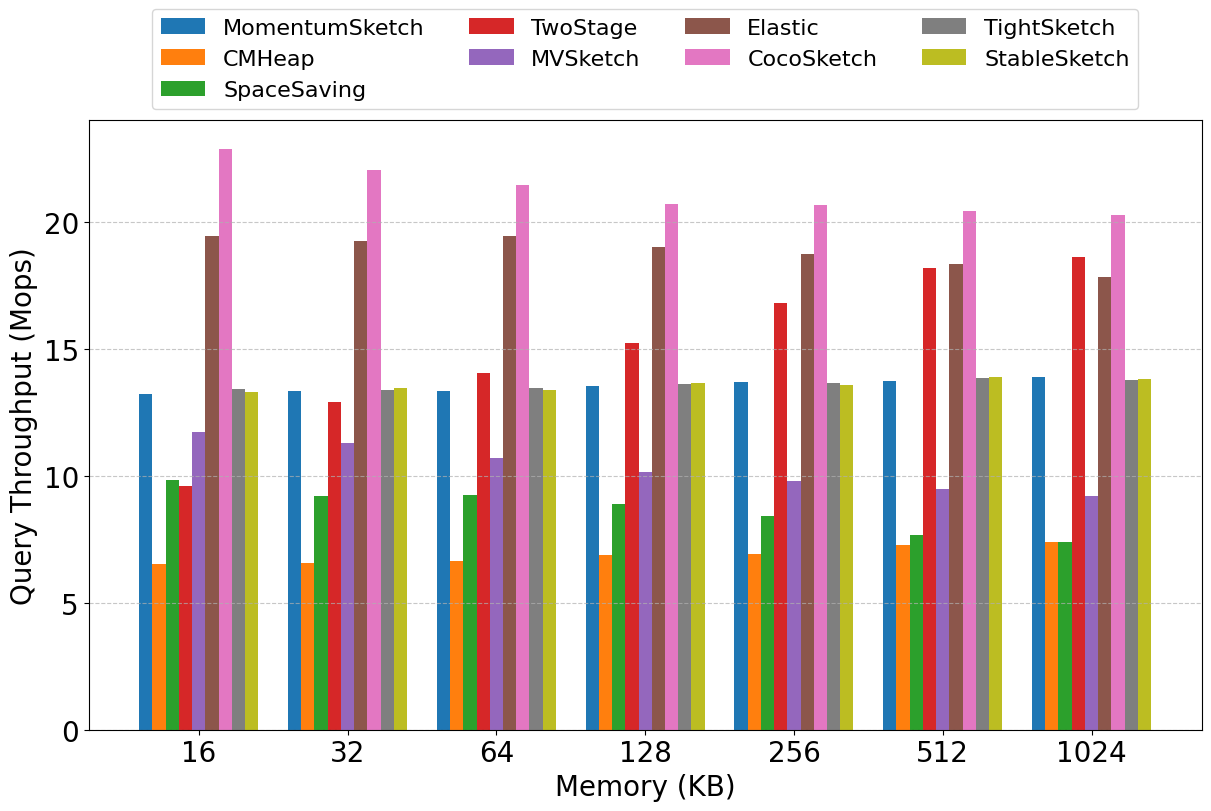 MomentumSketch
CMHeap
SpaceSaving
TwoStage
MVSketch
Elastic
CocoSketch
TightSketch
StableSketch
Query Throughput (Mops)
20
15
10
5
0
16 32 64 128 256 512 1024
Memory (KB)